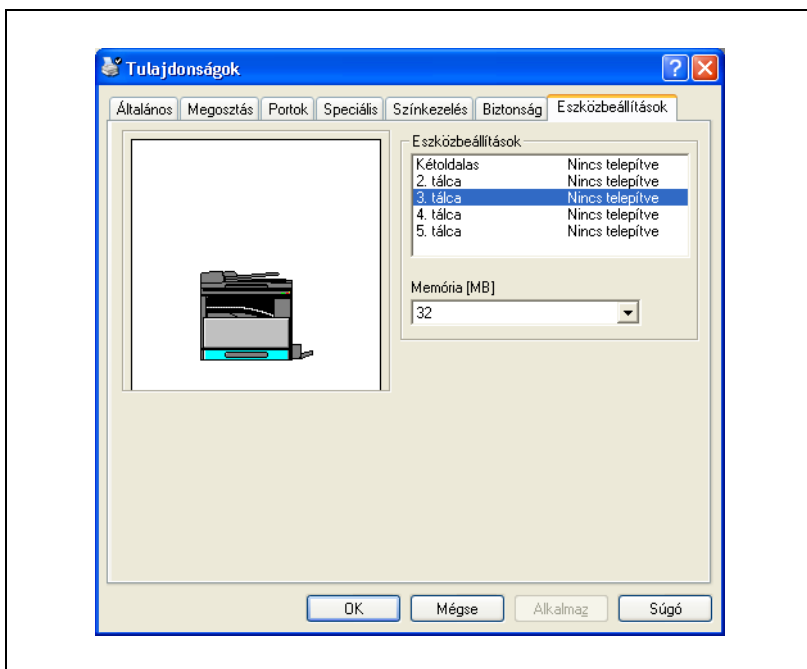 Tulajdonságok
Általános Megosztás Portok Speciális Színkezelés Biztonság Eszközbeállítások
Eszközbeállítások
Kétoldalas Nincs telepítve
2. tálca Nincs telepítve
3. tálca Nincs telepítve
4. tálca Nincs telepítve
5. tálca Nincs telepítve
Memória [MB]
32
OK Mégse Alkalmaz Súgó